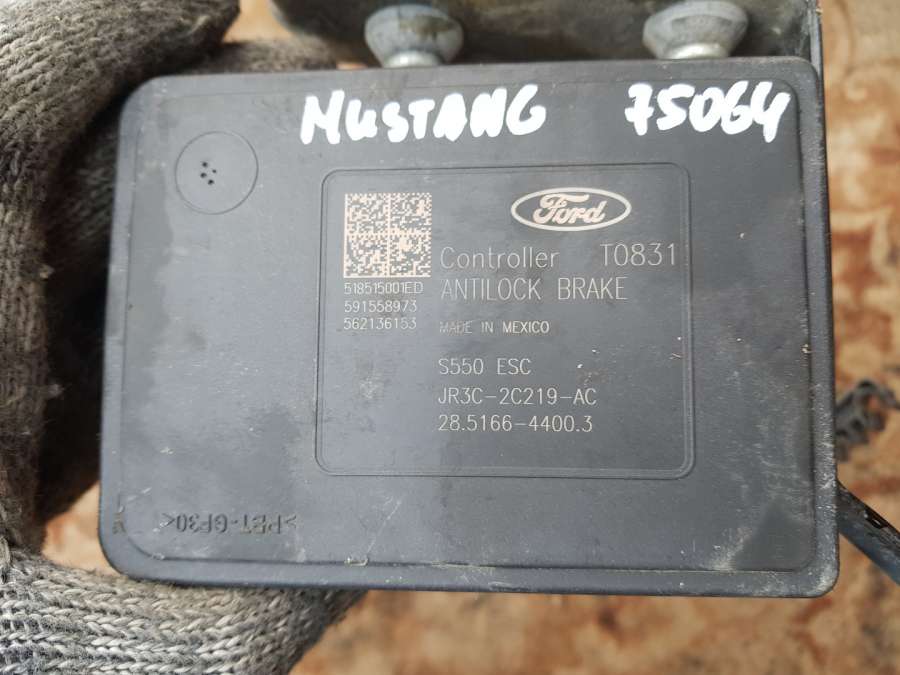 MUSTANG 75064
Ford
Controller T0831
518515001ED
ANTILOCK BRAKE
591558973
562136153
MADE IN MEXICO
S550 ESC
JR3C-2C219-AC
28.5166-4400.3
>PBT-GF30<